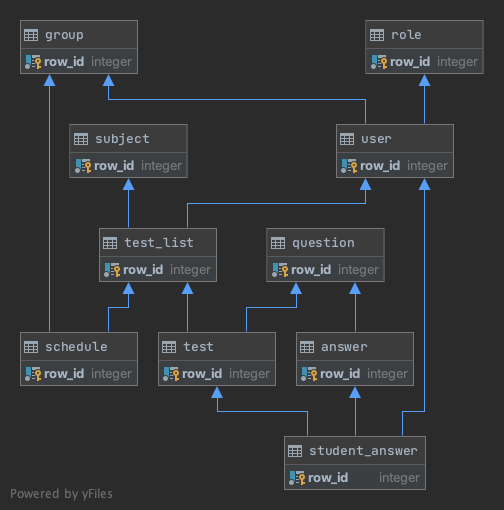 group
row_id integer
role
row_id integer
subject
row_id integer
user
row_id integer
test_list
row_id integer
question
row_id integer
schedule
row_id integer
test
row_id integer
answer
row_id integer
student_answer
row_id integer
Powered by yFiles